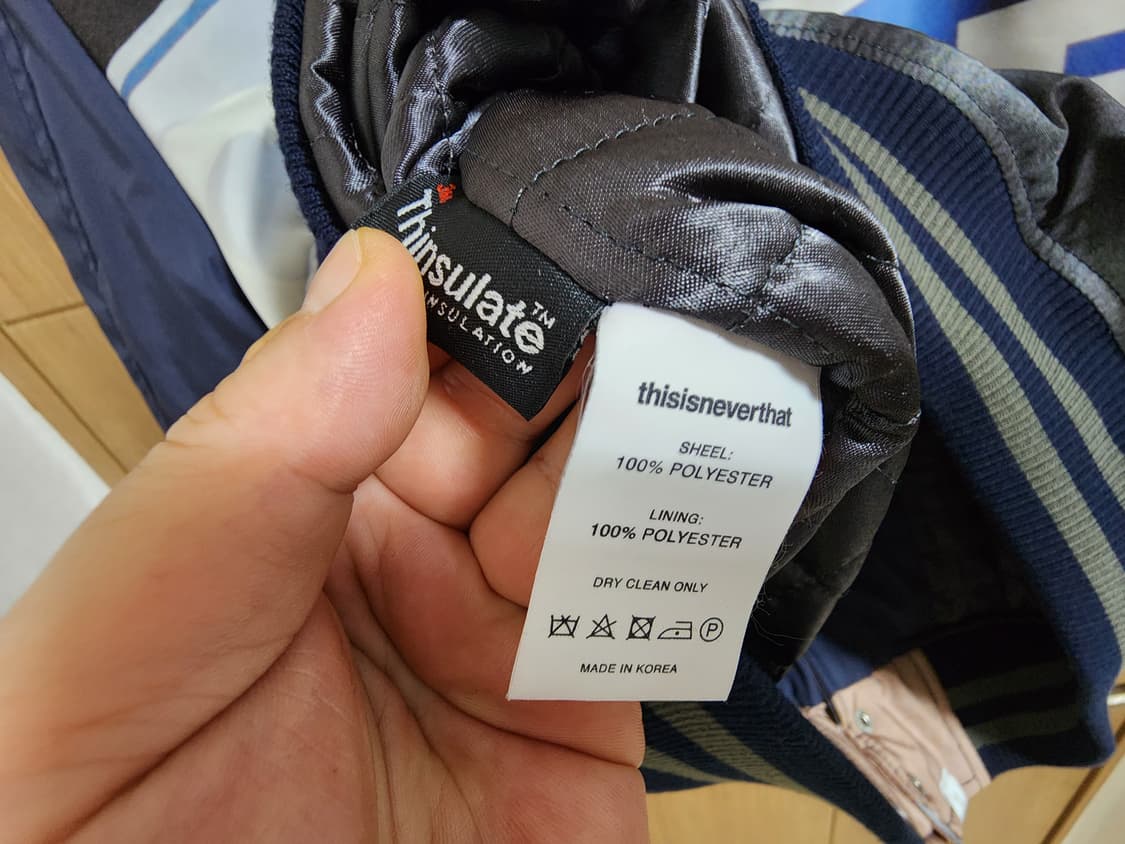 Thinsulate™
INSULATION
thisisneverthat
SHEEL:
100% POLYESTER
LINING:
100% POLYESTER
DRY CLEAN ONLY
P
MADE IN KOREA